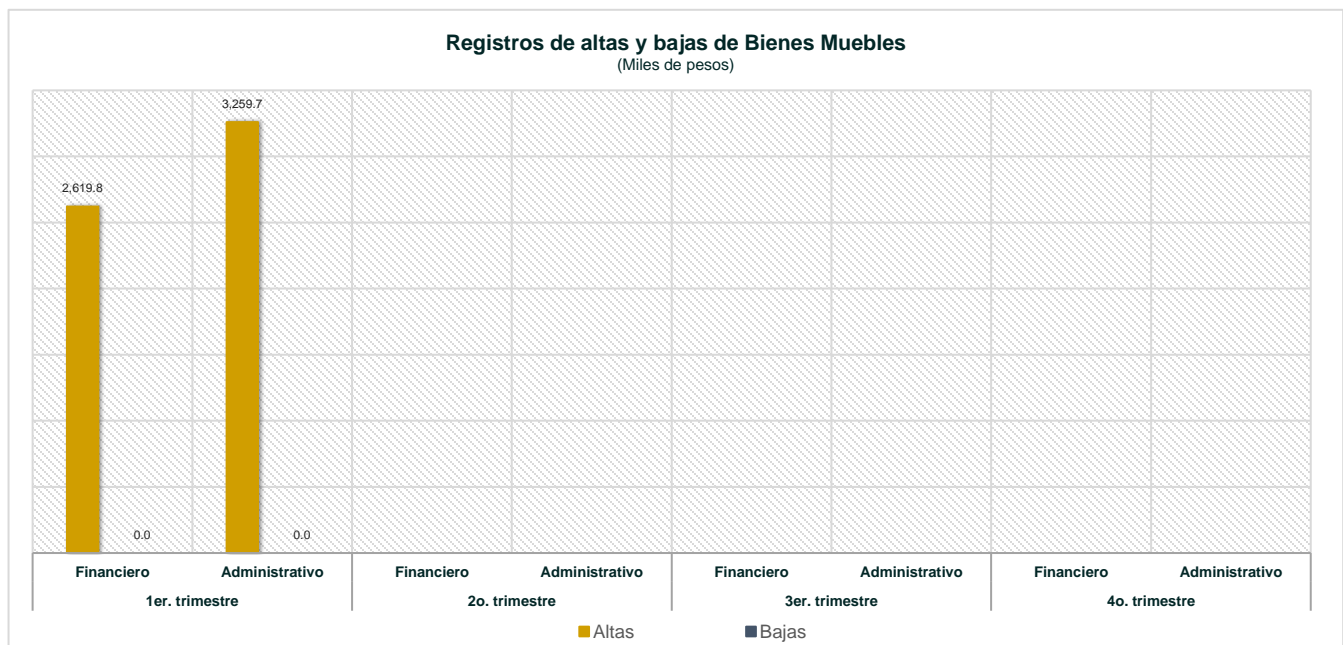 Registros de altas y bajas de Bienes Muebles
(Miles de pesos)
3,259.7
2,619.8
0.0 0.0
Financiero Administrativo Financiero Administrativo Financiero Administrativo Financiero Administrativo
1er. trimestre 2o. trimestre 3er. trimestre 4o. trimestre
Altas Bajas